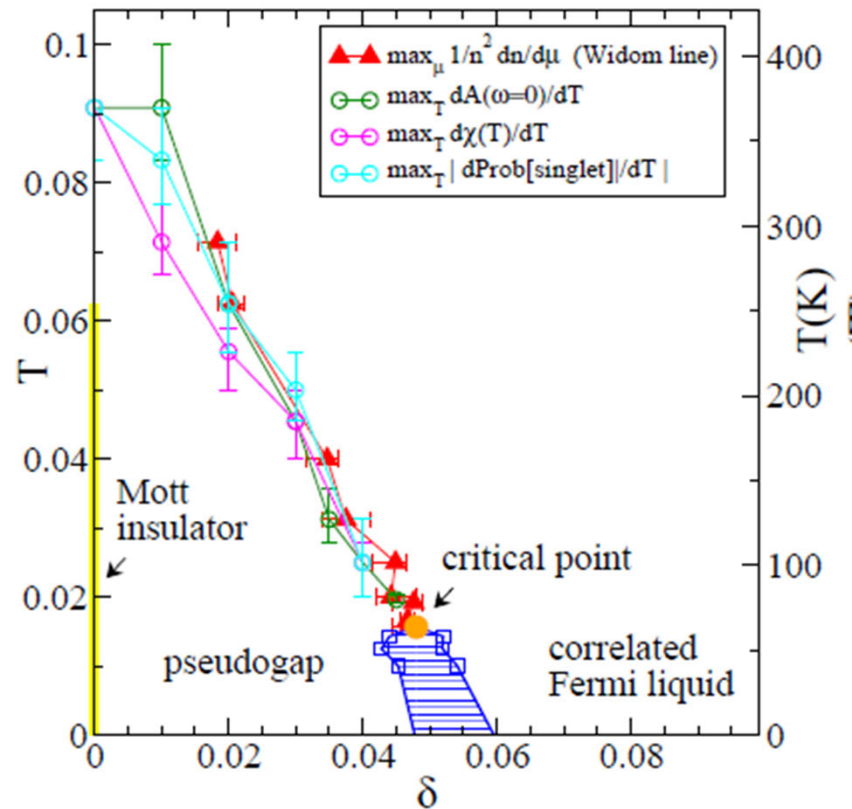 0.1
0.08
0.06
0.04
0.02
0
T
max_μ 1/n² dn/dμ (Widom line)
max_T dA(ω=0)/dT
max_T dχ(T)/dT
max_T | dProb[singlet]|/dT |
400
300
200
100
0
T(K)
Mott
insulator
critical point
pseudogap
correlated
Fermi liquid
0 0.02 0.04 0.06 0.08
δ